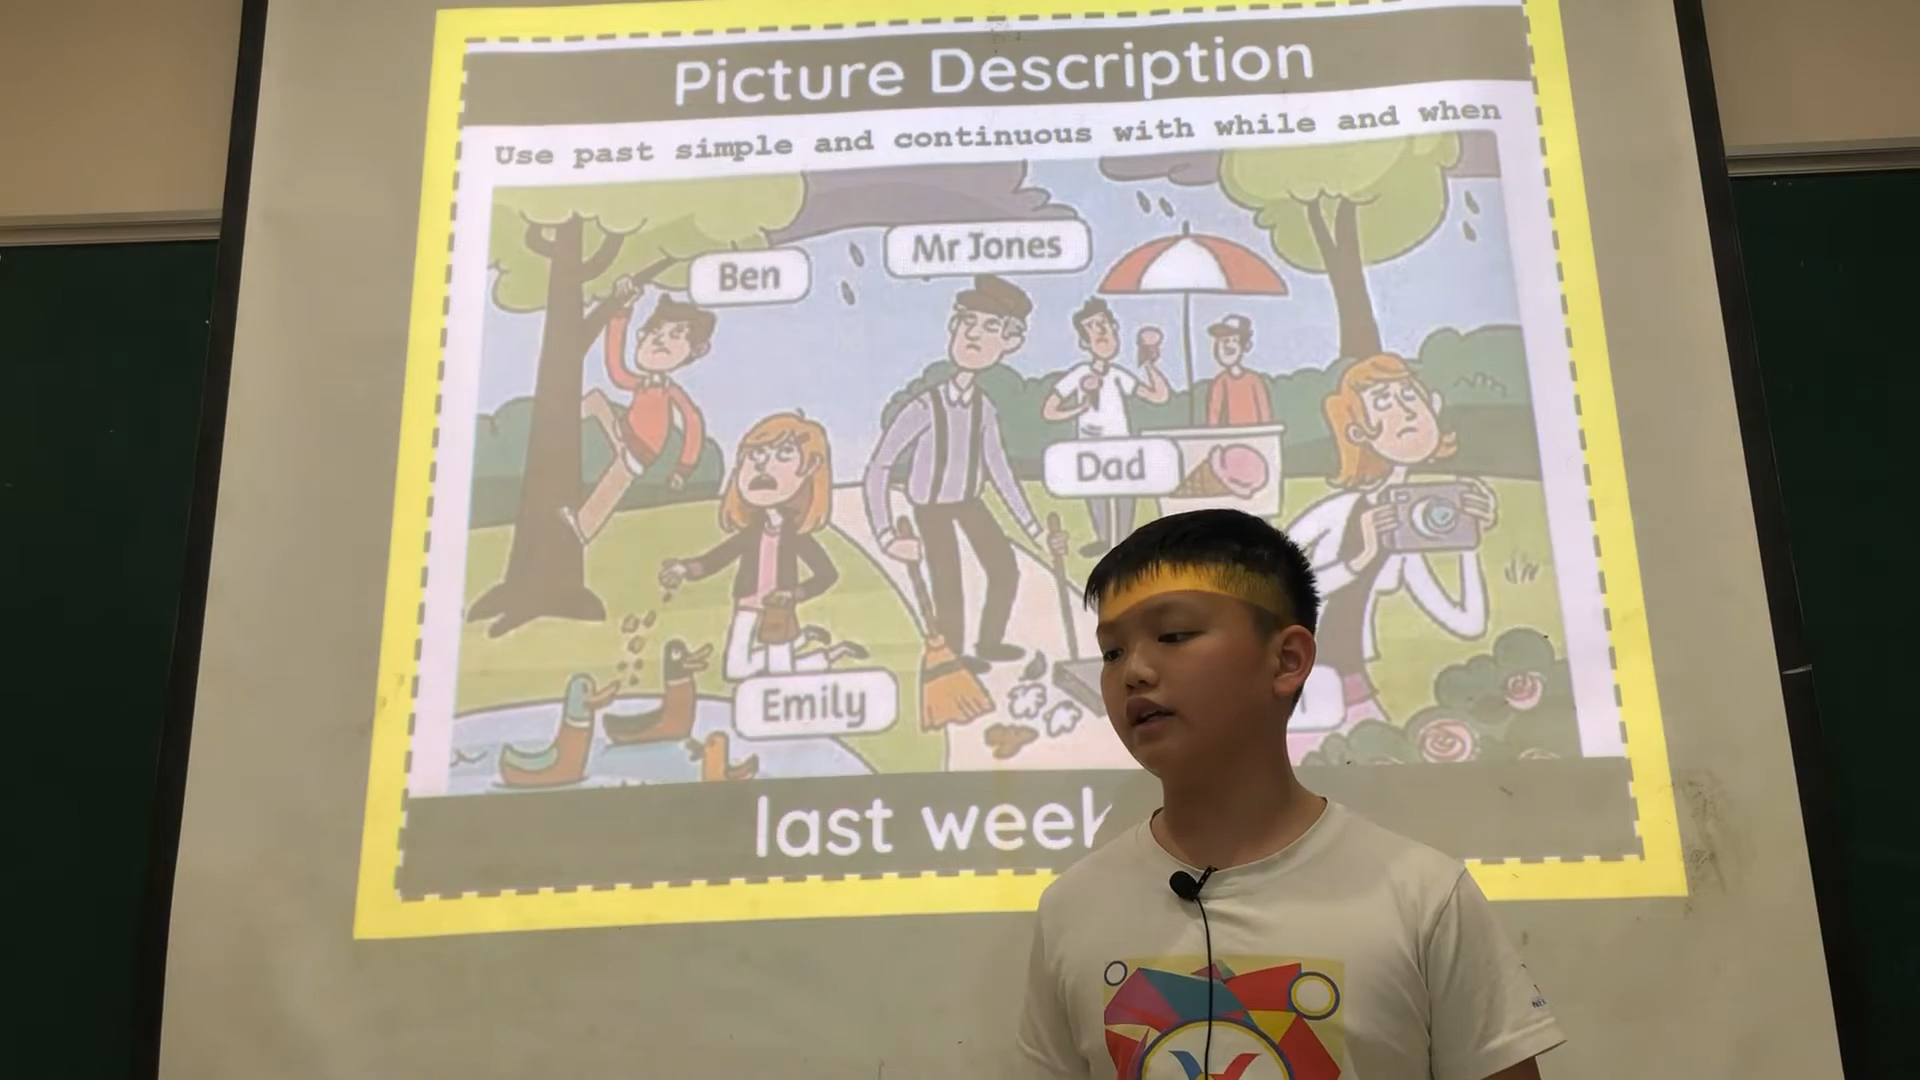 Picture Description
Use past simple and continuous with while and when
Ben
Mr Jones
Dad
Emily
last week